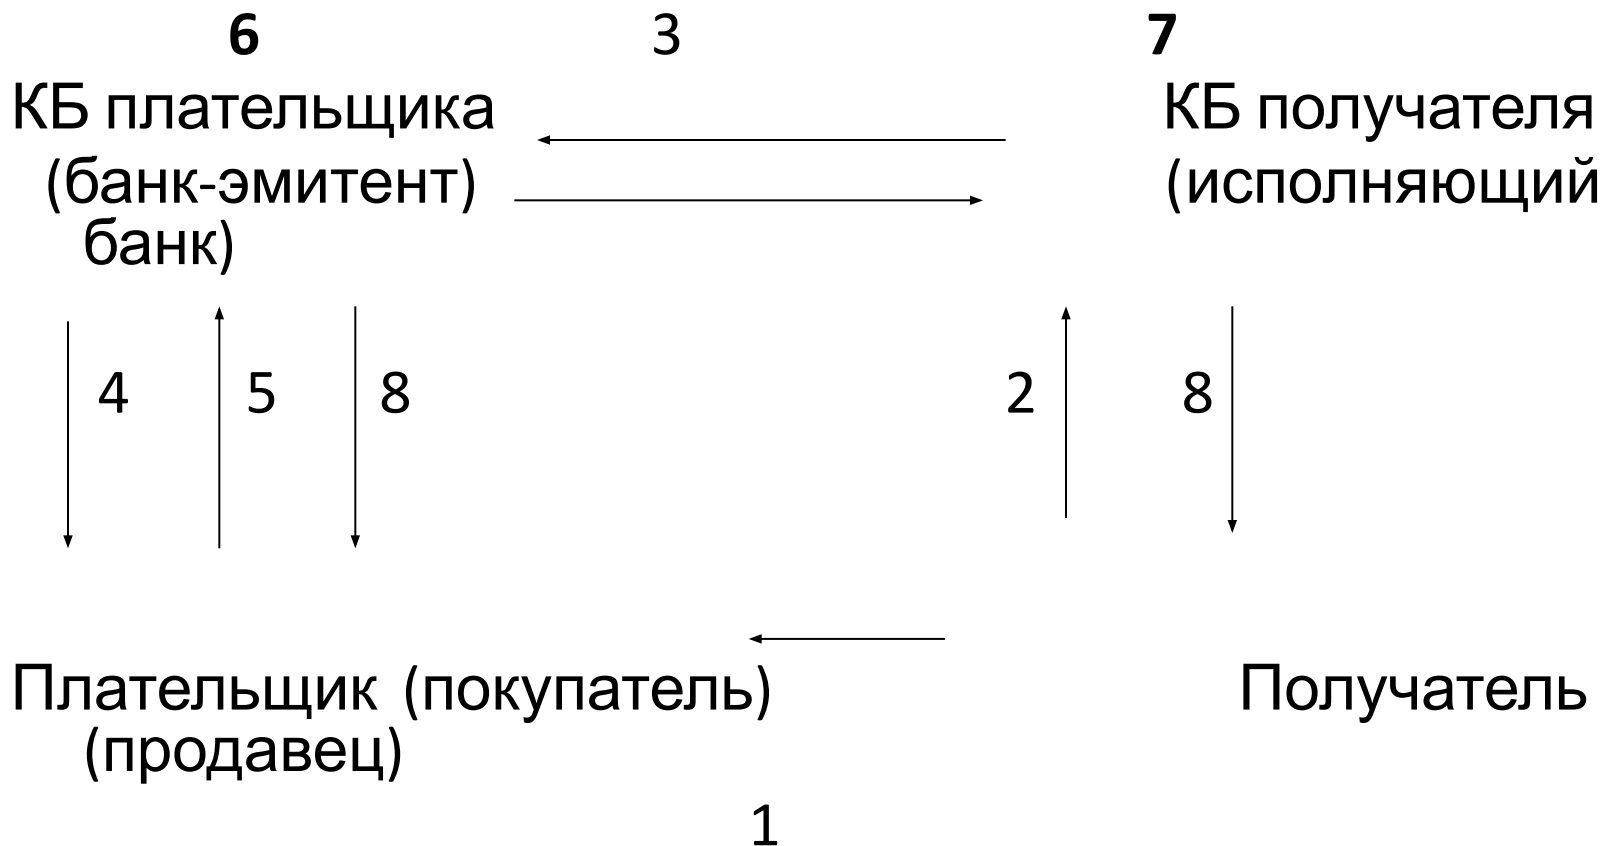 6 3 7
КБ плательщика КБ получателя
(банк-эмитент) (исполняющий
банк)
4 5 8 2 8
Плательщик (покупатель) Получатель
(продавец)
1